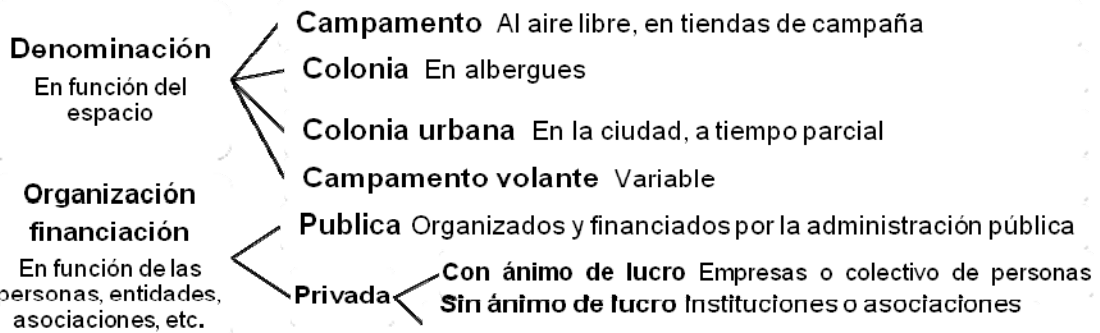 Denominación
En función del
espacio
Campamento Al aire libre, en tiendas de campaña
Colonia En albergues
Colonia urbana En la ciudad, a tiempo parcial
Campamento volante Variable
Organización
financiación
En función de las
personas, entidades,
asociaciones, etc.
Publica Organizados y financiados por la administración pública
Privada
Con ánimo de lucro Empresas o colectivo de personas
Sin ánimo de lucro Instituciones o asociaciones